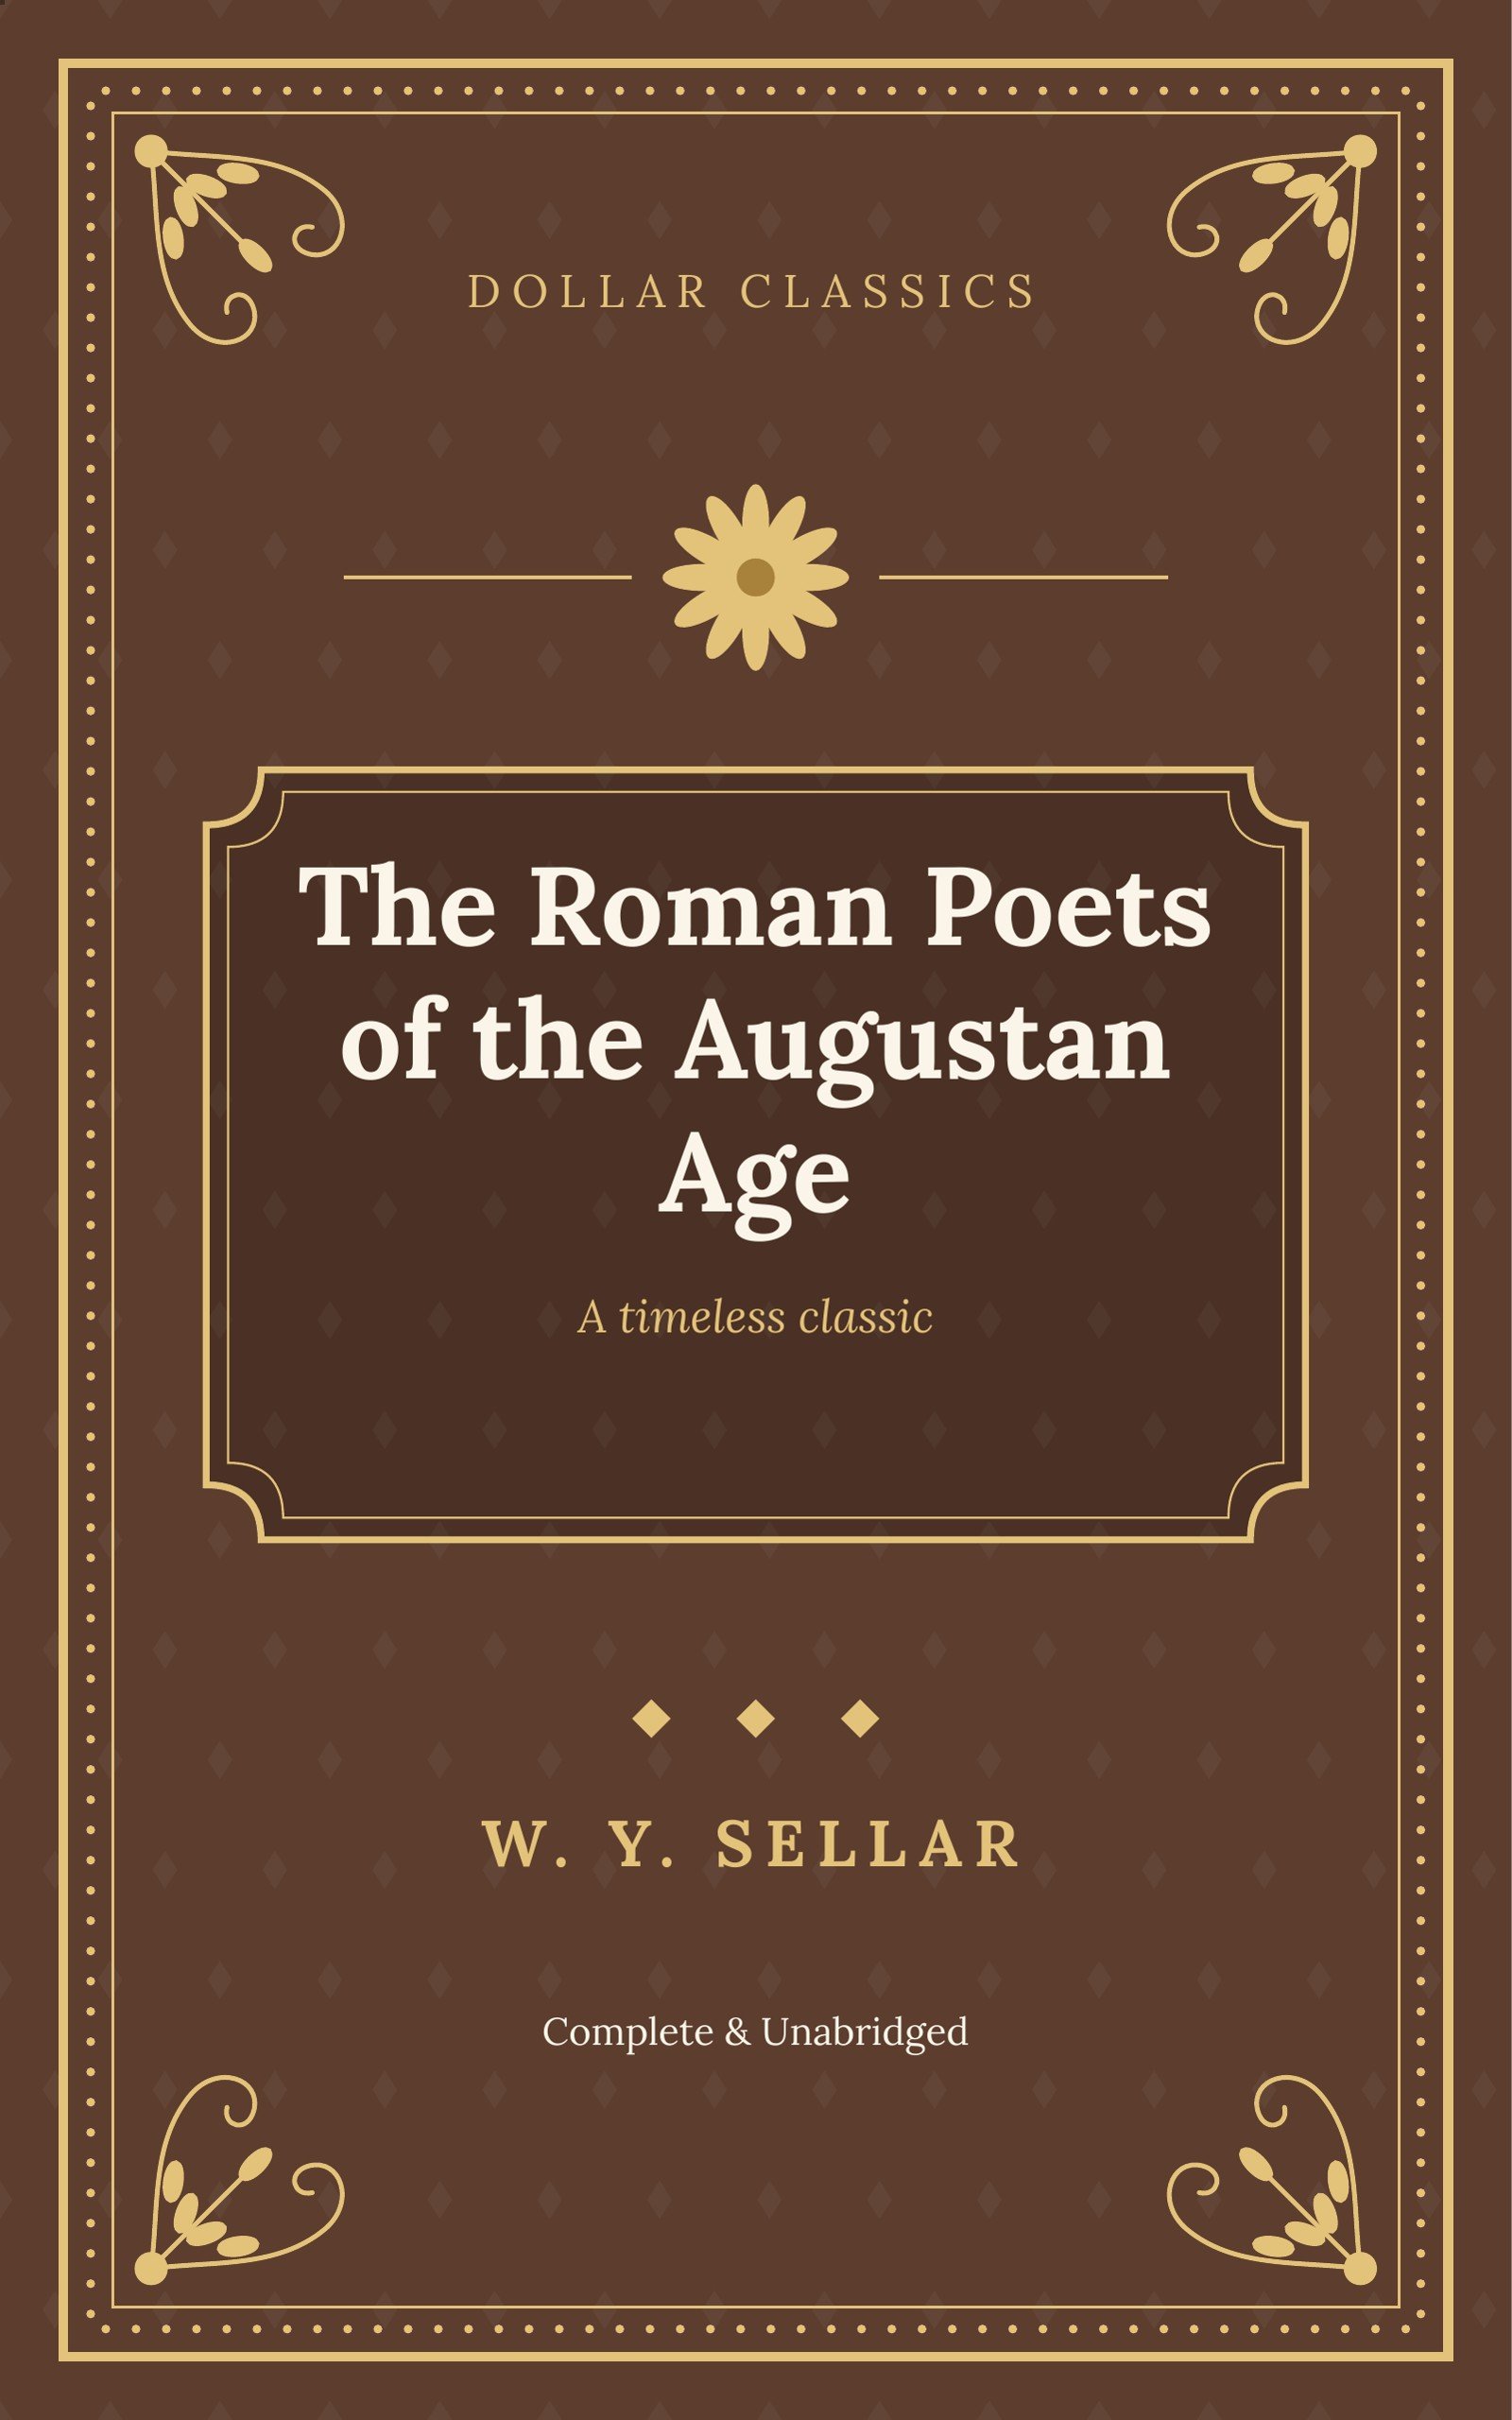 DOLLAR CLASSICS
The Roman Poets
of the Augustan
Age
A timeless classic
W. Y. SELLAR
Complete & Unabridged